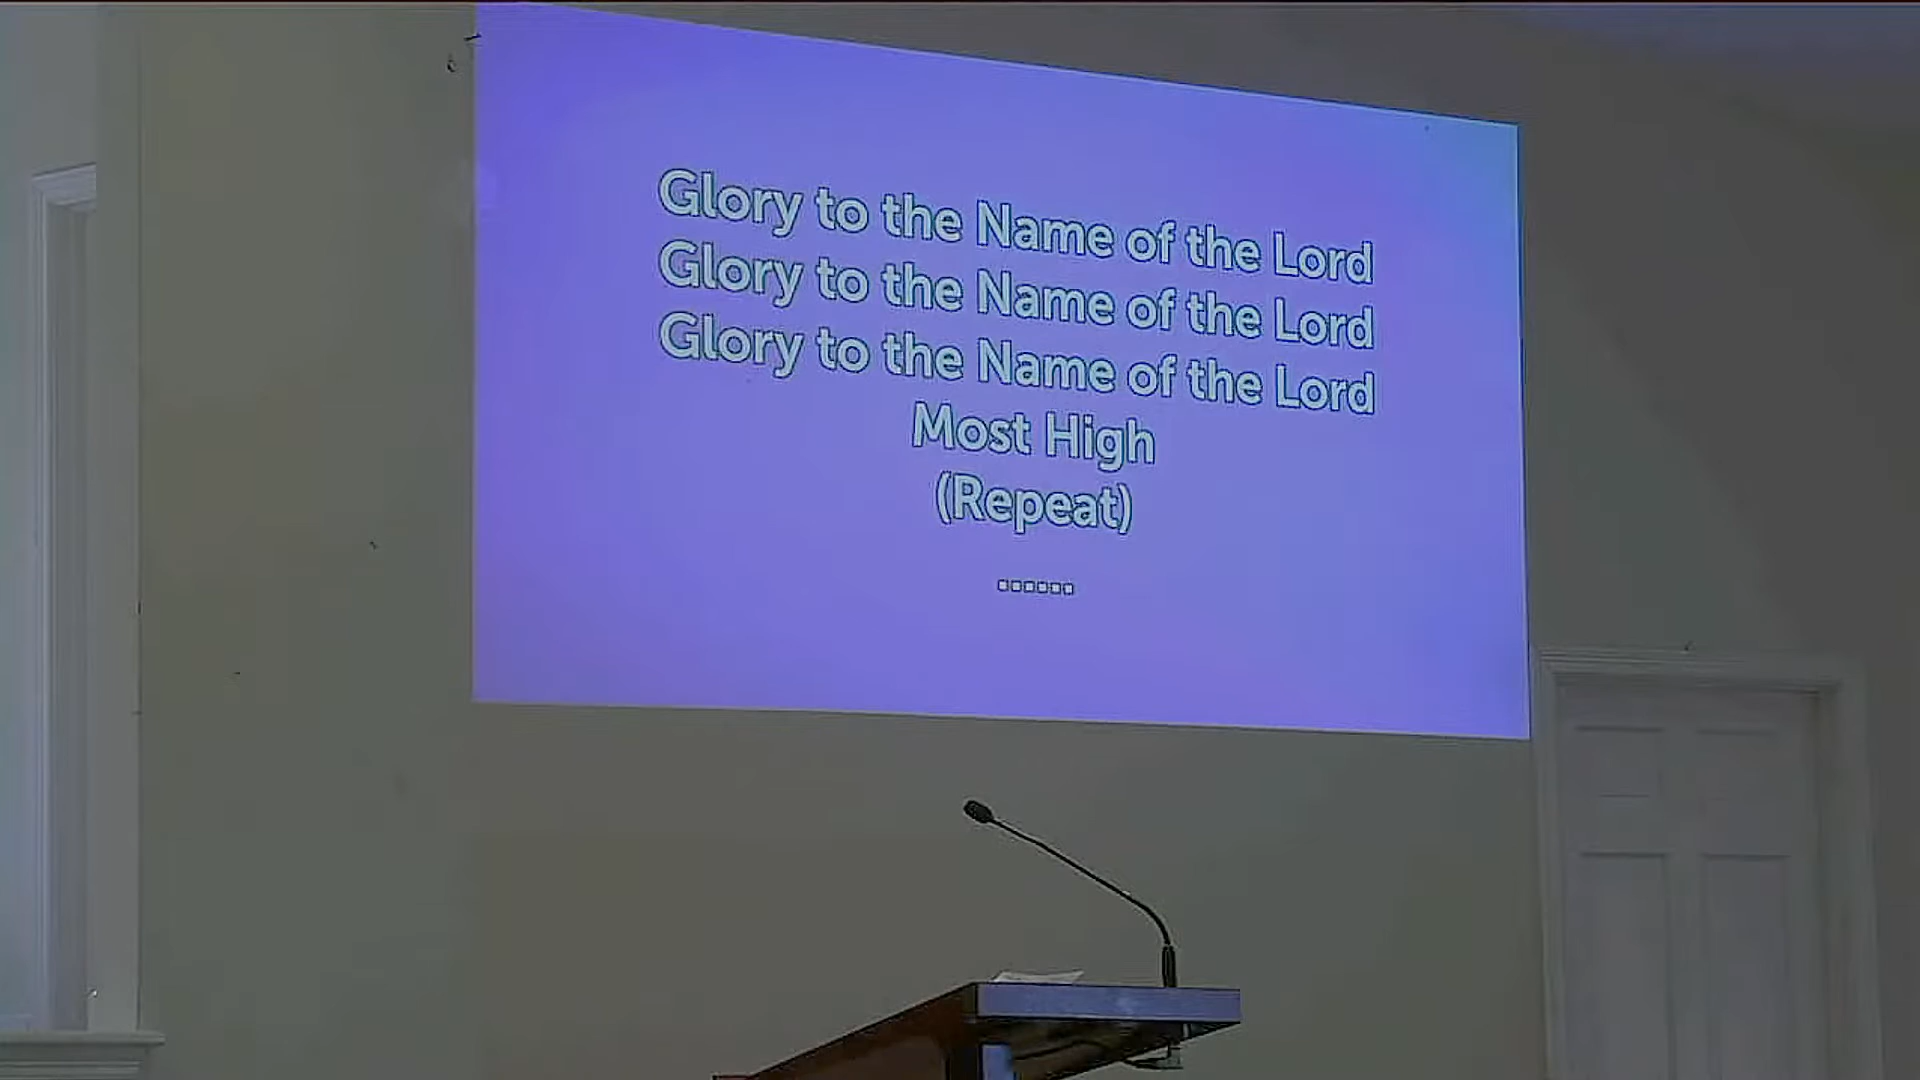 Glory to the Name of the Lord
Glory to the Name of the Lord
Glory to the Name of the Lord
Most High
(Repeat)
□□□□□□